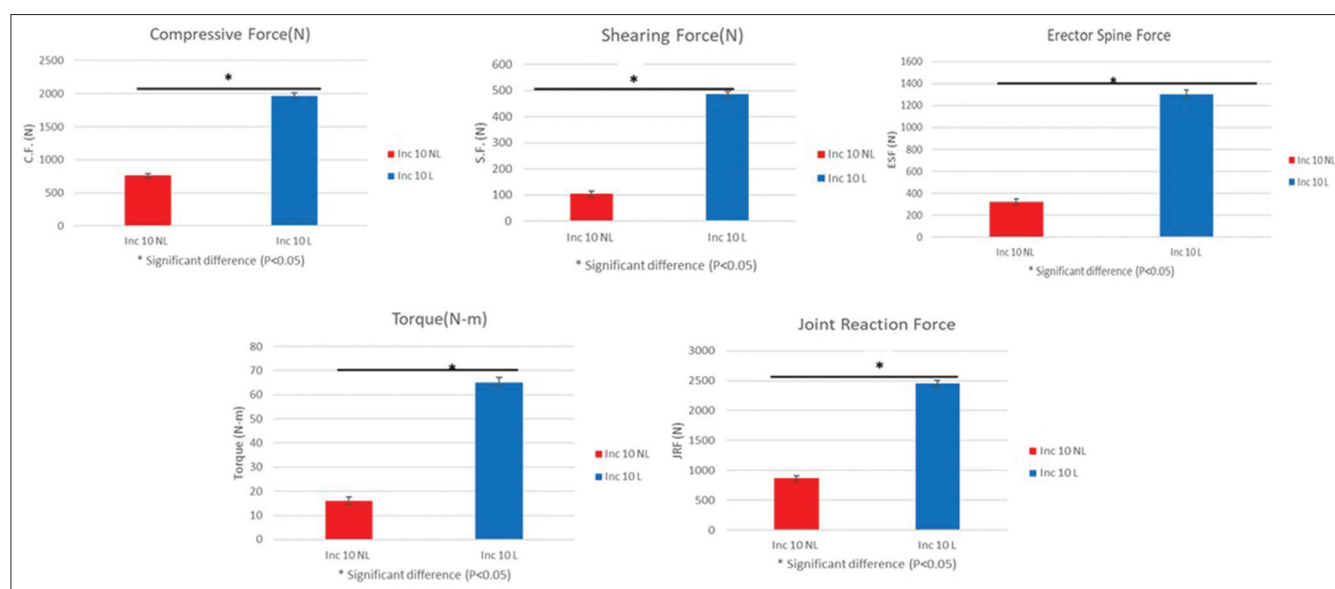 Compressive Force(N)
2500
2000
1500
1000
500
0
C.F. (N)
*
Inc 10 NL
Inc 10 L
Inc 10 NL
Inc 10 L
* Significant difference (P<0.05)
Shearing Force(N)
600
500
400
300
200
100
0
S.F. (N)
*
Inc 10 NL
Inc 10 L
Inc 10 NL
Inc 10 L
* Significant difference (P<0.05)
Erector Spine Force
1600
1400
1200
1000
800
600
400
200
0
ESF (N)
*
Inc 10 NL
Inc 10 L
Inc 10 NL
Inc 10 L
* Significant difference (P<0.05)
Torque(N-m)
80
70
60
50
40
30
20
10
0
Torque (N-m)
*
Inc 10 NL
Inc 10 L
Inc 10 NL
Inc 10 L
* Significant difference (P<0.05)
Joint Reaction Force
3000
2500
2000
1500
1000
500
0
JRF (N)
*
Inc 10 NL
Inc 10 L
Inc 10 NL
Inc 10 L
* Significant difference (P<0.05)